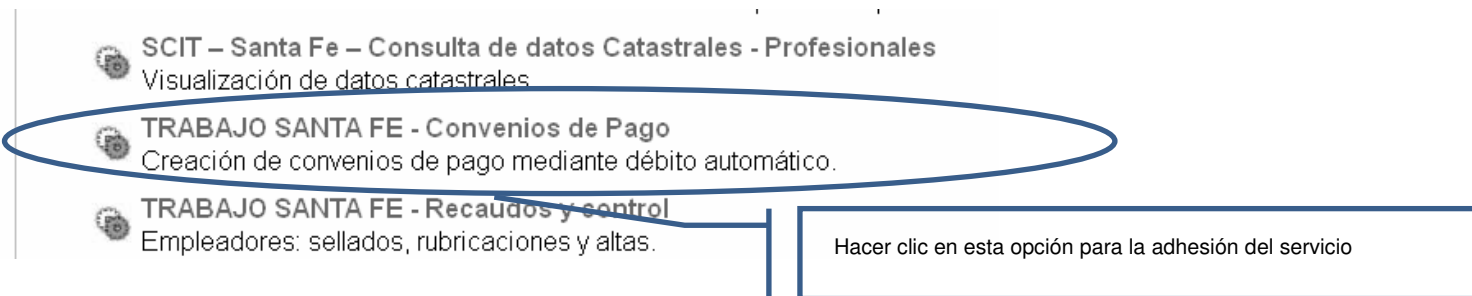 SCIT – Santa Fe – Consulta de datos Catastrales - Profesionales
Visualización de datos catastrales
TRABAJO SANTA FE - Convenios de Pago
Creación de convenios de pago mediante débito automático.
TRABAJO SANTA FE - Recaudos y control
Empleadores: sellados, rubricaciones y altas.
Hacer clic en esta opción para la adhesión del servicio